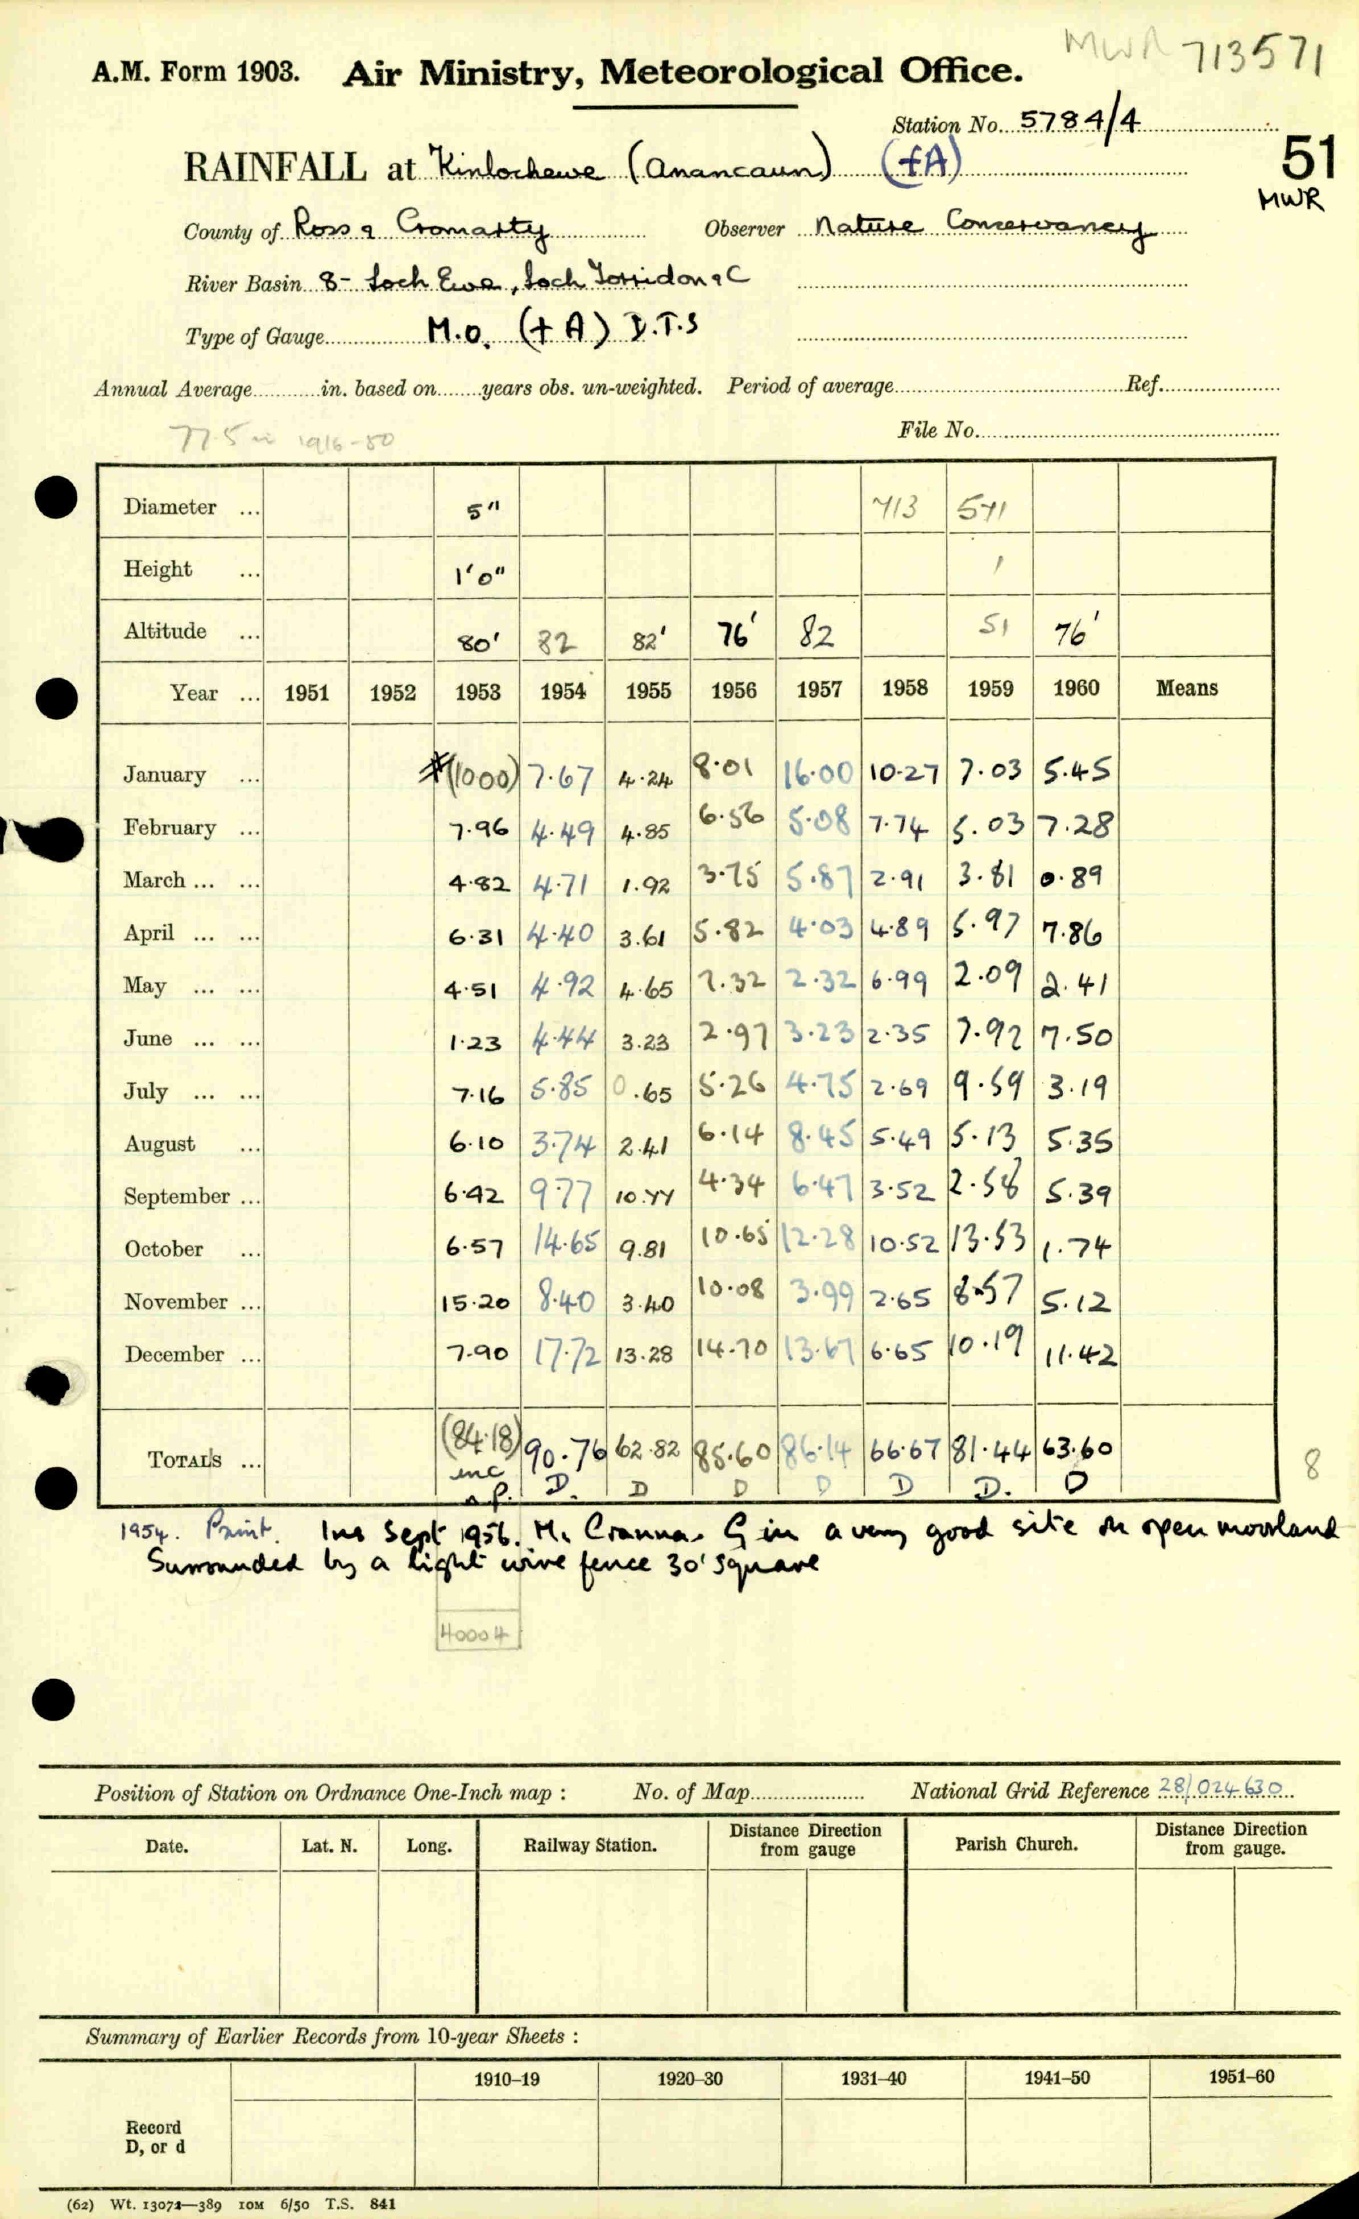 MWR 713571
A.M. Form 1903. Air Ministry, Meteorological Office.
Station No. 5784/4
RAINFALL at Kinlochewe (Anancaun) (+A)
51
MWR
County of Ross & Cromarty Observer Nature Conservancy
River Basin 8- Loch Ewe, Loch Torridon &C
Type of Gauge M.O. (+A) D.T.S
Annual Average in. based on years obs. un-weighted. Period of average Ref.
77.5 in 1916-50 File No.
Diameter ... 5" 713 571
Height ... 1'0" 1
Altitude ... 80' 82 82' 76' 82 51 76'
Year ... 1951 1952 1953 1954 1955 1956 1957 1958 1959 1960 Means
January ... #(1000) 7.67 4.24 8.01 16.00 10.27 7.03 5.45
February ... 7.96 4.49 4.85 6.56 5.08 7.74 5.03 7.28
March ... ... 4.82 4.71 1.92 3.75 5.87 2.91 3.81 0.89
April ... ... 6.31 4.40 3.61 5.82 4.03 4.89 5.97 7.86
May ... ... 4.51 4.92 4.65 7.32 2.32 6.99 2.09 2.41
June ... ... 1.23 4.44 3.23 2.97 3.23 2.35 7.92 7.50
July ... ... 7.16 5.85 0.65 5.26 4.75 2.69 9.59 3.19
August ... 6.10 3.74 2.41 6.14 8.45 5.49 5.13 5.35
September ... 6.42 9.77 10.77 4.34 6.47 3.52 2.58 5.39
October ... 6.57 14.65 9.81 10.65 12.28 10.52 13.53 1.74
November ... 15.20 8.40 3.40 10.08 3.99 2.65 8.57 5.12
December ... 7.90 17.72 13.28 14.70 13.67 6.65 10.19 11.42
TOTALS ... (84.18) 90.76 62.82 85.60 86.14 66.67 81.44 63.60
inc D. D D D D D. D
n.p.
8
1954. Paint. Ins Sept 1956. Mr Cranna. G in a very good site on open moorland
Surrounded by a light wire fence 30' square
40004
Position of Station on Ordnance One-Inch map : No. of Map National Grid Reference 28/024630
Date. Lat. N. Long. Railway Station. Distance from Direction gauge Parish Church. Distance from Direction gauge.
Summary of Earlier Records from 10-year Sheets :
1910–19 1920–30 1931–40 1941–50 1951–60
Record
D, or d
(62) Wt. 13072—389 10M 6/50 T.S. 841